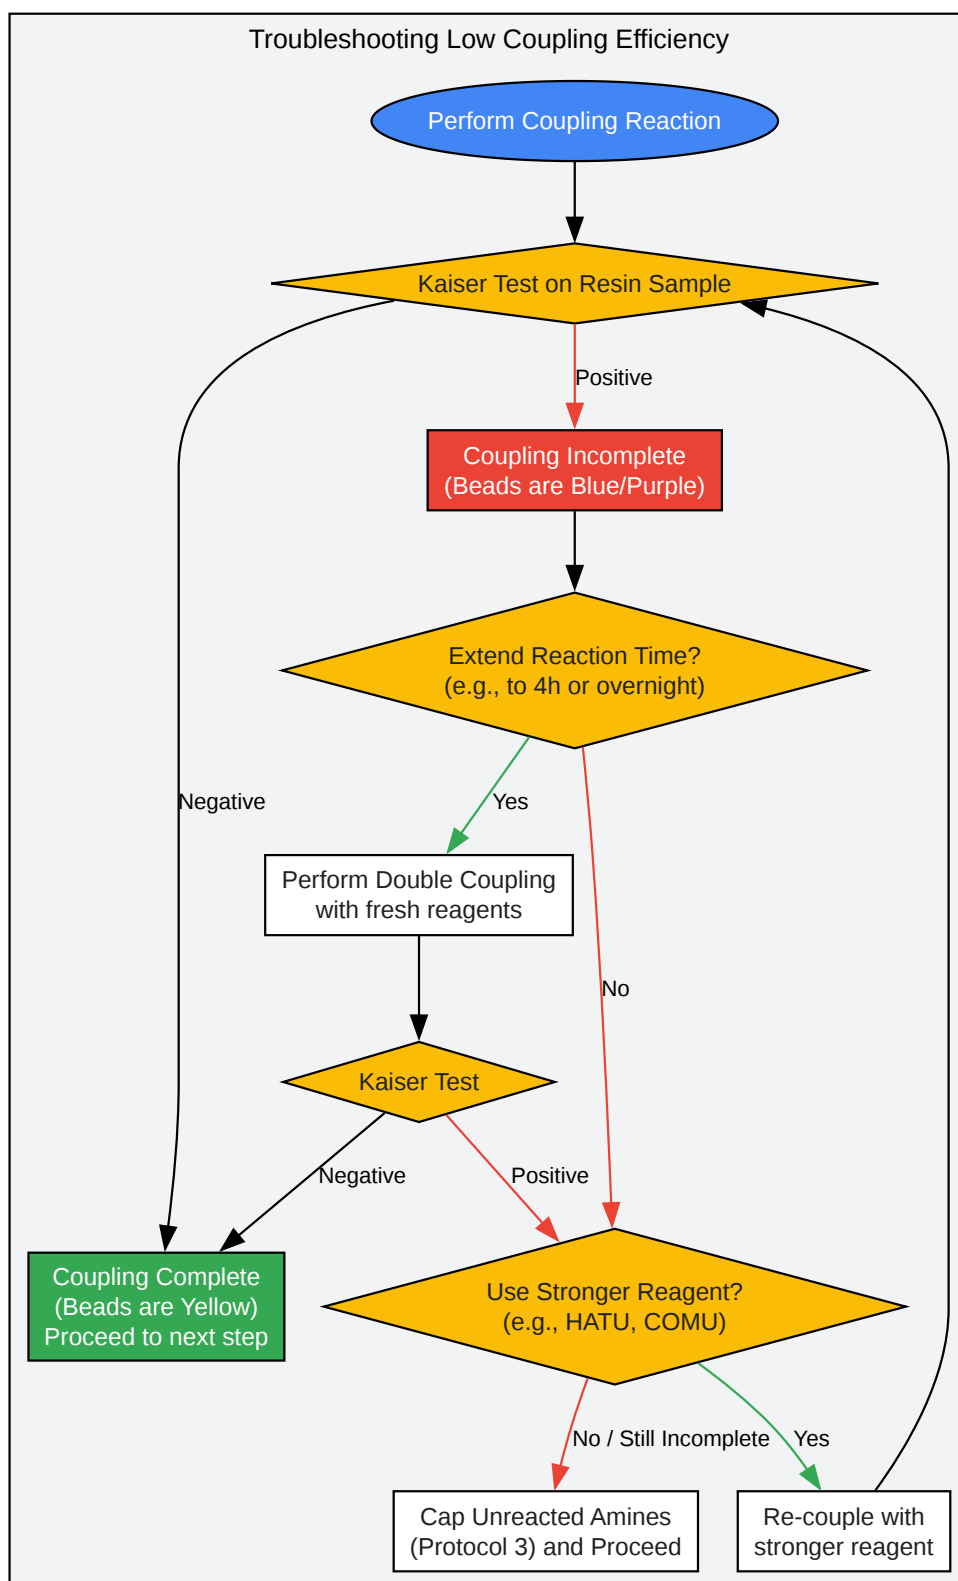 Troubleshooting Low Coupling Efficiency
Perform Coupling Reaction
Kaiser Test on Resin Sample
Positive
Coupling Incomplete
(Beads are Blue/Purple)
Extend Reaction Time?
(e.g., to 4h or overnight)
Negative
Yes
Perform Double Coupling
with fresh reagents
No
Kaiser Test
Negative
Positive
Coupling Complete
(Beads are Yellow)
Proceed to next step
Use Stronger Reagent?
(e.g., HATU, COMU)
No / Still Incomplete
Yes
Cap Unreacted Amines
(Protocol 3) and Proceed
Re-couple with
stronger reagent